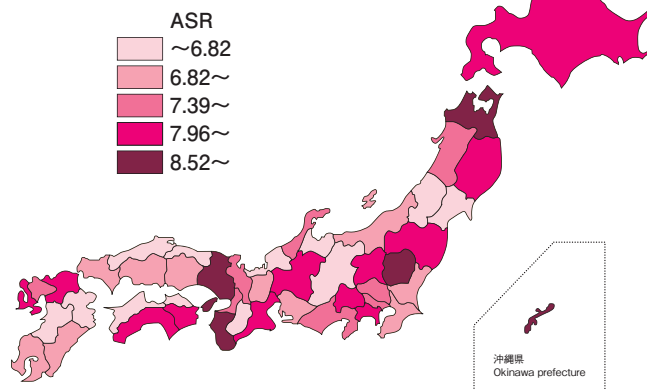 ASR
〜6.82
6.82〜
7.39〜
7.96〜
8.52〜
沖縄県
Okinawa prefecture